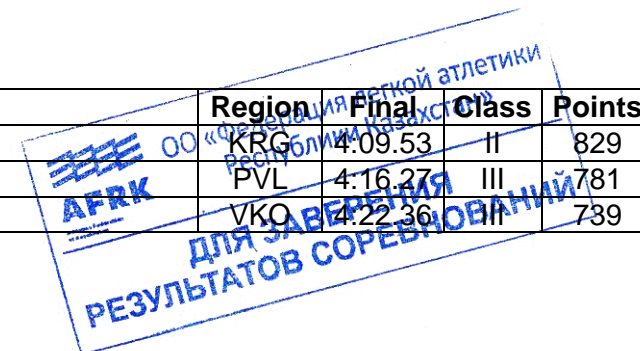 ОО «Федерация легкой атлетики
Республики Казахстан»
Region Final Class Points
KRG 4:09.53 II 829
PVL 4:16.27 III 781
VKO 4:22.36 III 739
AFRK
ДЛЯ ЗАВЕРЕНИЯ
РЕЗУЛЬТАТОВ СОРЕВНОВАНИЙ